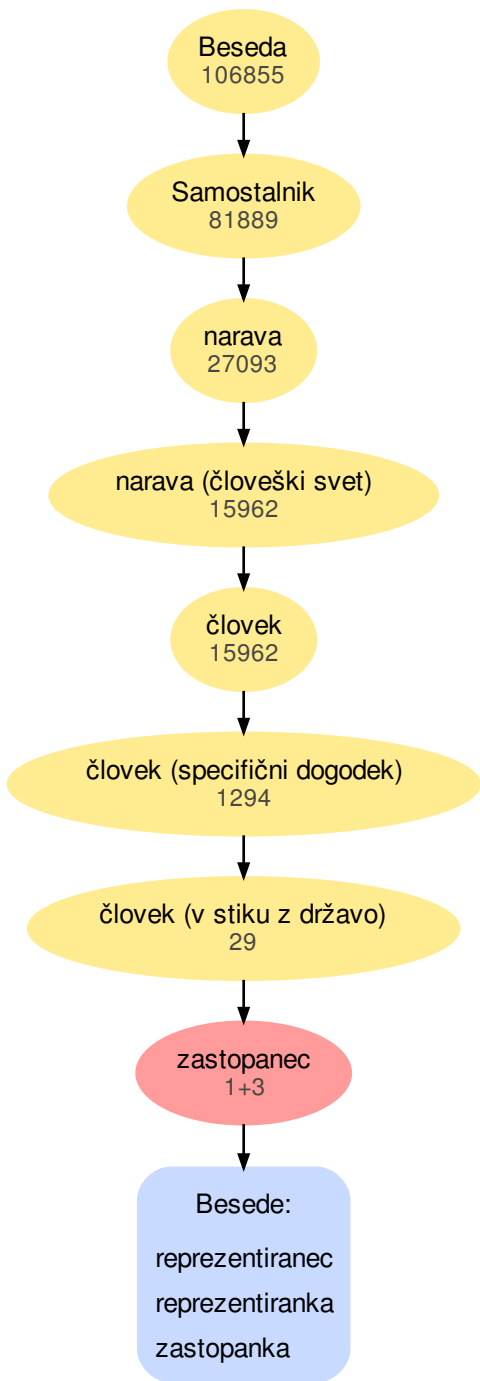 Beseda
106855
Samostalnik
81889
narava
27093
narava (človeški svet)
15962
človek
15962
človek (specifični dogodek)
1294
človek (v stiku z državo)
29
zastopanec
1+3
Besede:
reprezentiranec
reprezentiranka
zastopanka